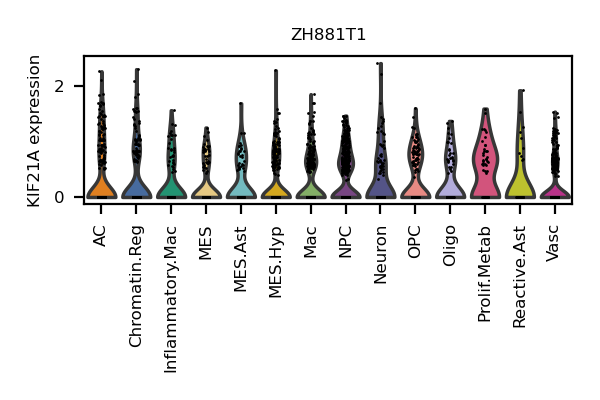 ZH881T1
KIF21A expression
2
0
AC
Chromatin.Reg
Inflammatory.Mac
MES
MES.Ast
MES.Hyp
Mac
NPC
Neuron
OPC
Oligo
Prolif.Metab
Reactive.Ast
Vasc